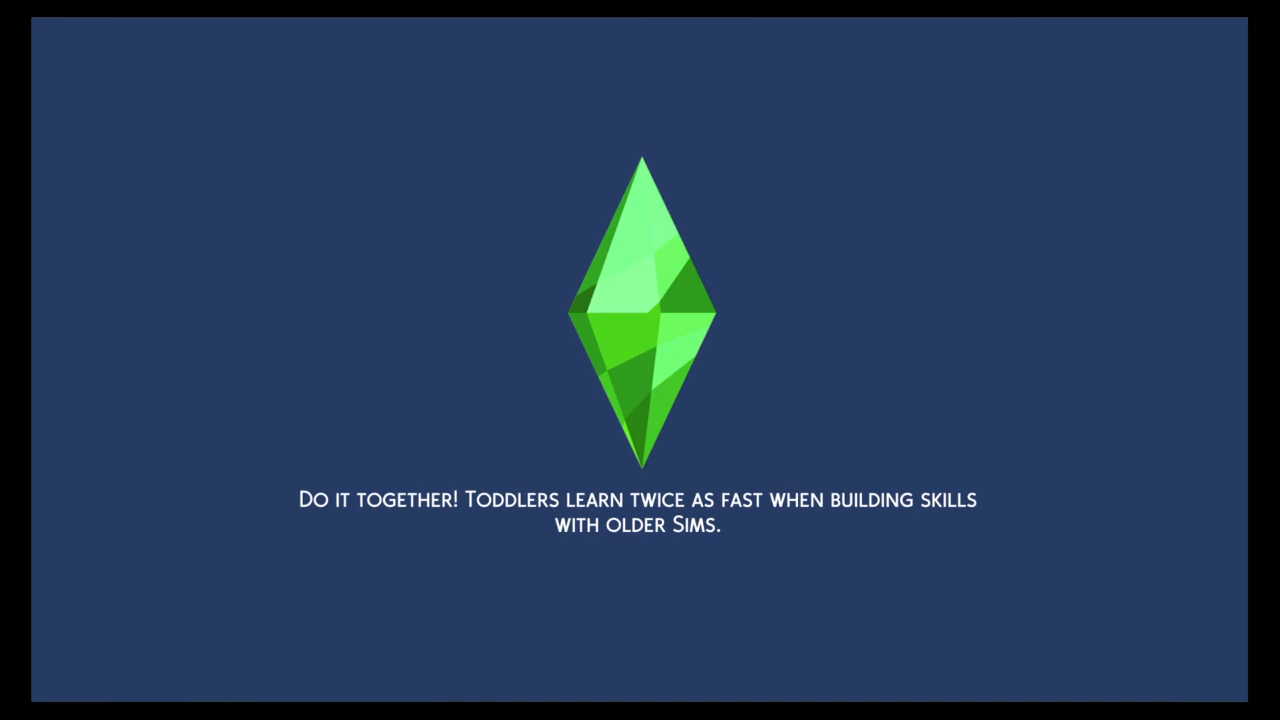 Do it together! Toddlers learn twice as fast when building skills
with older Sims.